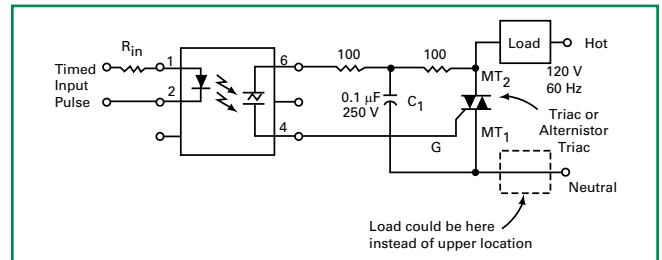 Timed
Input
Pulse
Rin
1
2
6
4
100
100
0.1 µF
250 V
C1
MT2
MT1
G
Load
Hot
120 V
60 Hz
Triac or
Alternistor
Triac
Neutral
Load could be here
instead of upper location